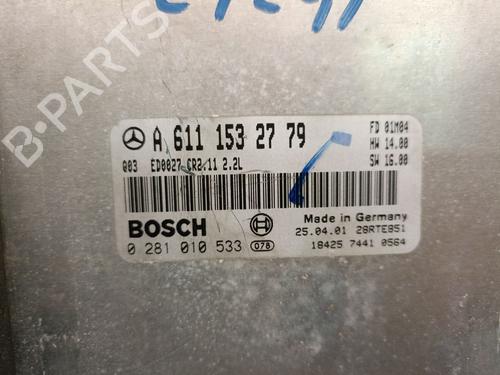 B-PARTS
A 611 153 27 79
FD 01M04
HW 14.00
SW 16.00
Q03 ED0027 CR2.11 2.2L
BOSCH
0 281 010 533 078
Made in Germany
25.04.01 28RTE851
18425 7441 0564